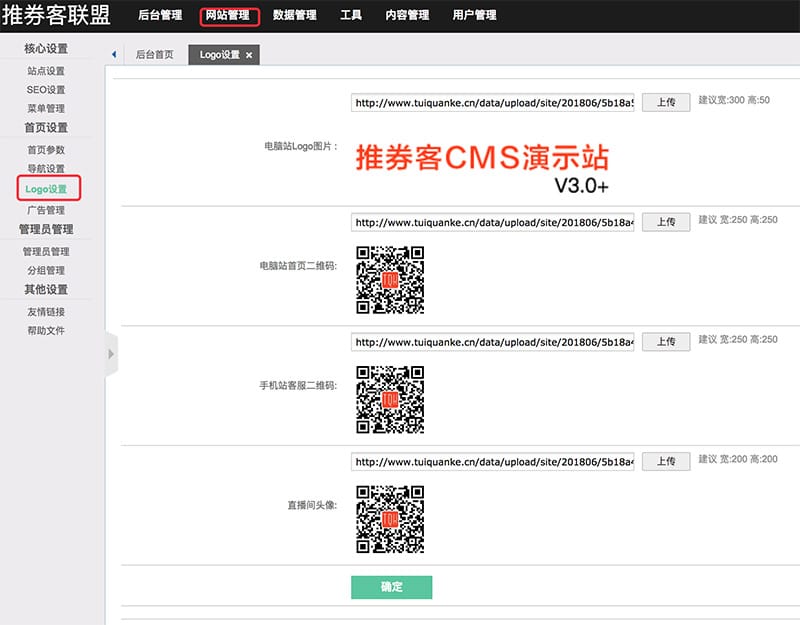 推券客联盟
后台管理 网站管理 数据管理 工具 内容管理 用户管理
核心设置
站点设置
SEO设置
菜单管理
首页设置
首页参数
导航设置
Logo设置
广告管理
管理员管理
管理员管理
分组管理
其他设置
友情链接
帮助文件
后台首页 Logo设置 ×
http://www.tuiquanke.cn/data/upload/site/201806/5b18a5 上传 建议宽:300 高:50
电脑站Logo图片:
推券客CMS演示站
V3.0+
http://www.tuiquanke.cn/data/upload/site/201806/5b18a4 上传 建议 宽:250 高:250
电脑站首页二维码:
TQK
http://www.tuiquanke.cn/data/upload/site/201806/5b18a4 上传 建议 宽:250 高:250
手机站客服二维码:
TQK
http://www.tuiquanke.cn/data/upload/site/201806/5b18a4 上传 建议 宽:200 高:200
直播间头像:
TQK
确定